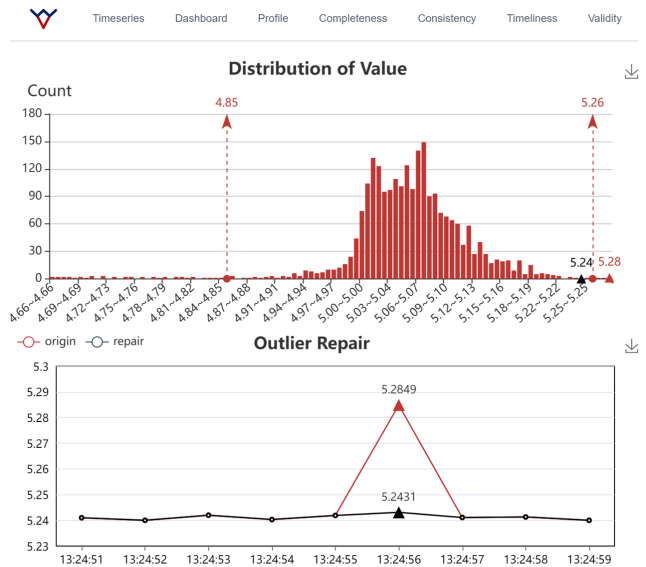 Timeseries Dashboard Profile Completeness Consistency Timeliness Validity
Distribution of Value
Count
4.85 5.26
180
150
120
90
60
30
0
5.24 5.28
4.66~4.66 4.69~4.69 4.72~4.73 4.75~4.76 4.78~4.79 4.81~4.82 4.84~4.85 4.87~4.88 4.91~4.91 4.94~4.94 4.97~4.97 5.00~5.00 5.03~5.04 5.06~5.07 5.09~5.10 5.12~5.13 5.15~5.16 5.18~5.19 5.22~5.22 5.25~5.25
origin repair
Outlier Repair
5.3
5.29
5.28
5.27
5.26
5.25
5.24
5.23
5.2849
5.2431
13:24:51 13:24:52 13:24:53 13:24:54 13:24:55 13:24:56 13:24:57 13:24:58 13:24:59